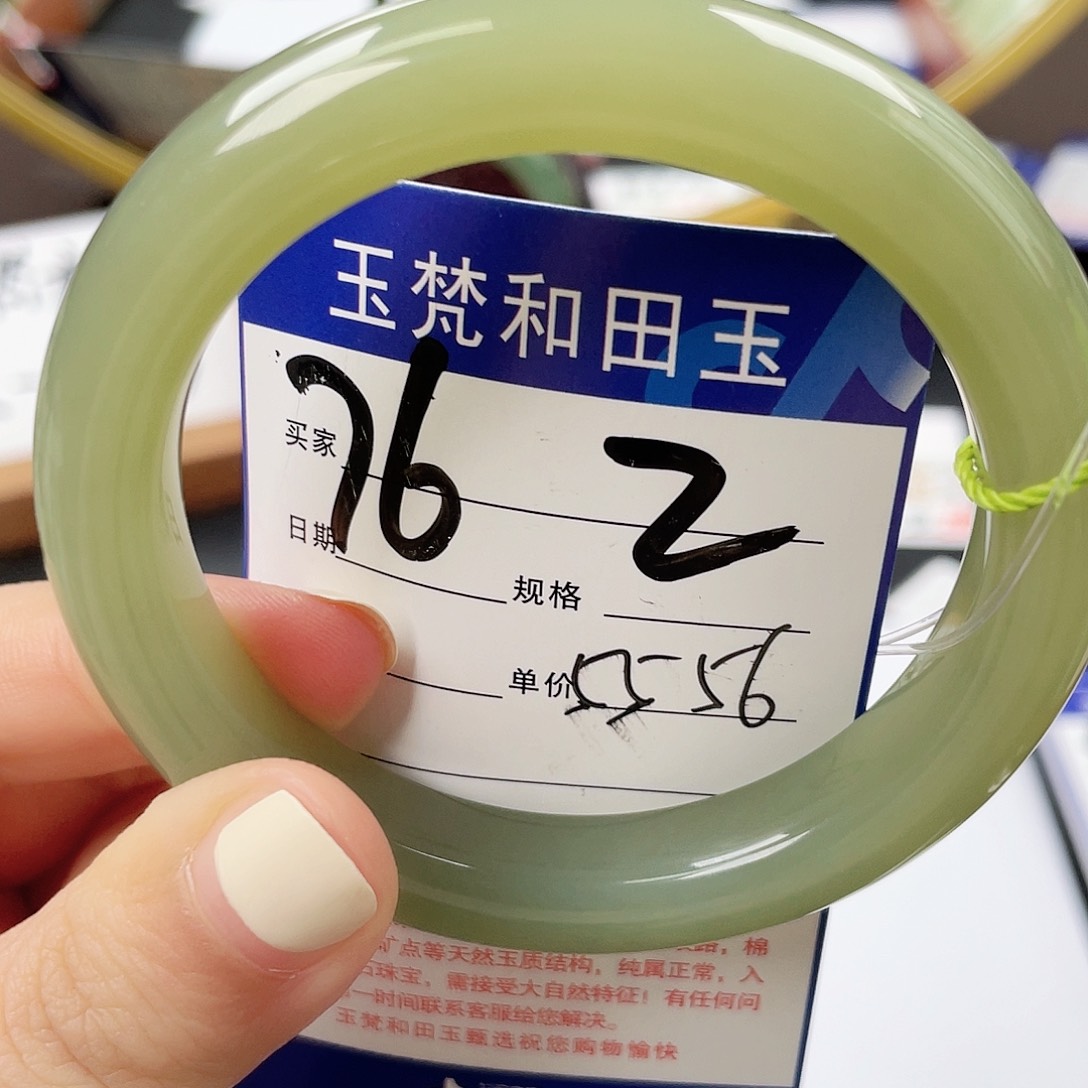 玉梵和田玉
76 2
买家
日期
规格
单价
矿点等天然玉质结构，纯属正常，入
珠宝，需接受大自然特征！有任何问
一时间联系客服给您解决。
玉梵和田玉甄选祝您购物愉快